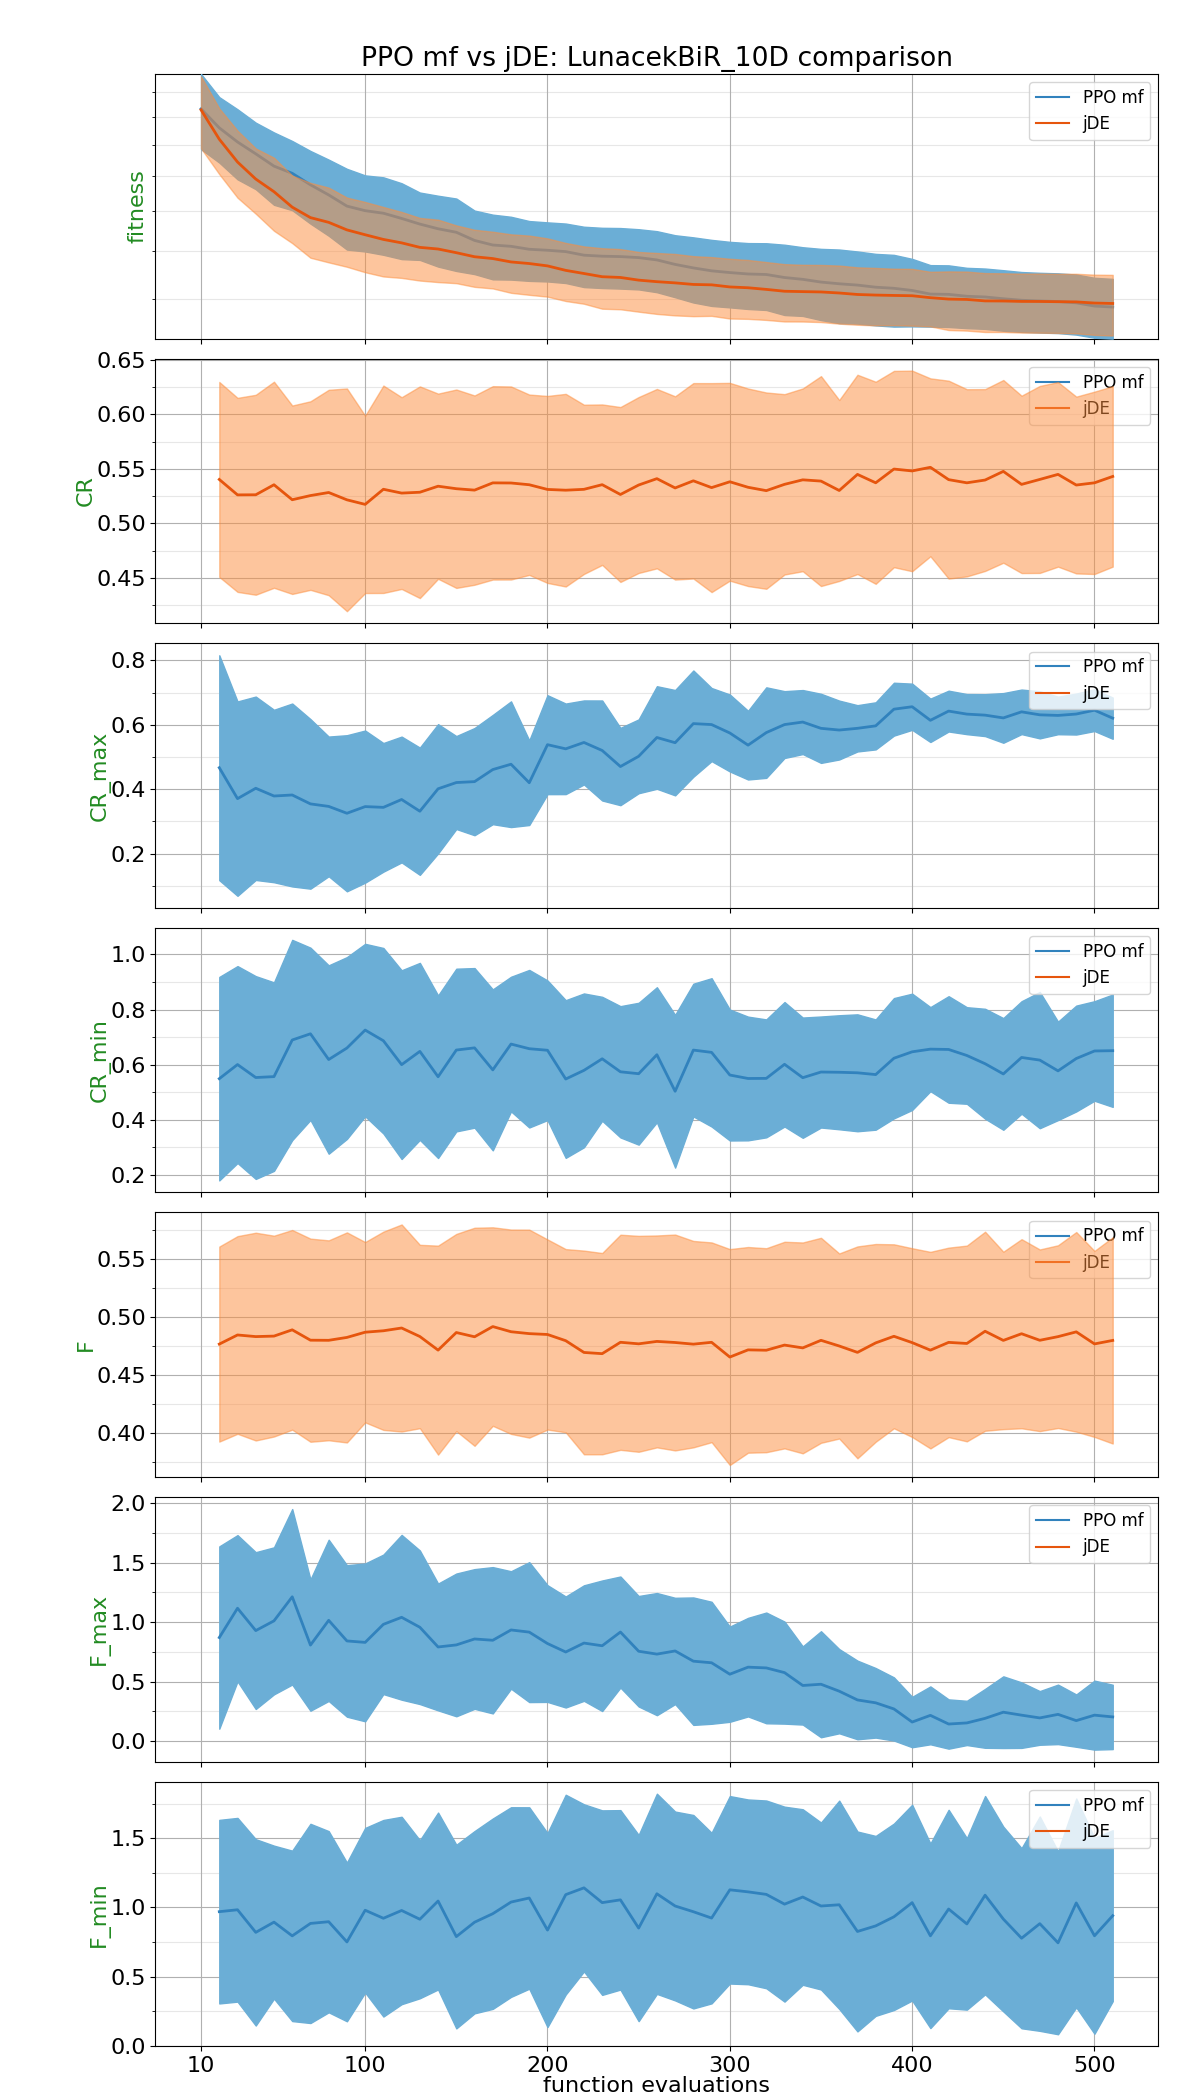 PPO mf vs jDE: LunacekBiR_10D comparison
fitness
PPO mf
jDE
CR
0.65
0.60
0.55
0.50
0.45
PPO mf
jDE
CR_max
0.8
0.6
0.4
0.2
PPO mf
jDE
CR_min
1.0
0.8
0.6
0.4
0.2
PPO mf
jDE
F
0.55
0.50
0.45
0.40
PPO mf
jDE
F_max
2.0
1.5
1.0
0.5
0.0
PPO mf
jDE
F_min
1.5
1.0
0.5
0.0
PPO mf
jDE
10 100 200 300 400 500
function evaluations